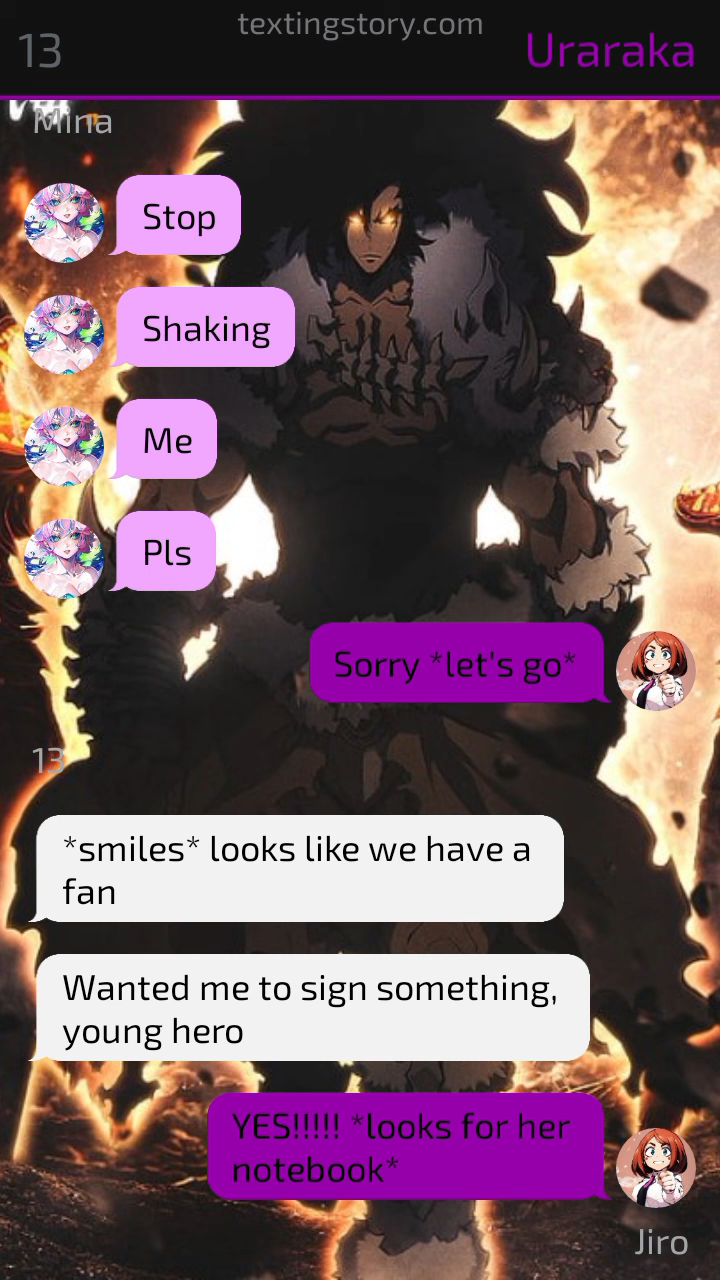 textingstory.com
13
Uraraka
Mina
Stop
Shaking
Me
Pls
Sorry *let's go*
13
*smiles* looks like we have a
fan
Wanted me to sign something,
young hero
YES!!!!! *looks for her
notebook*
Jiro